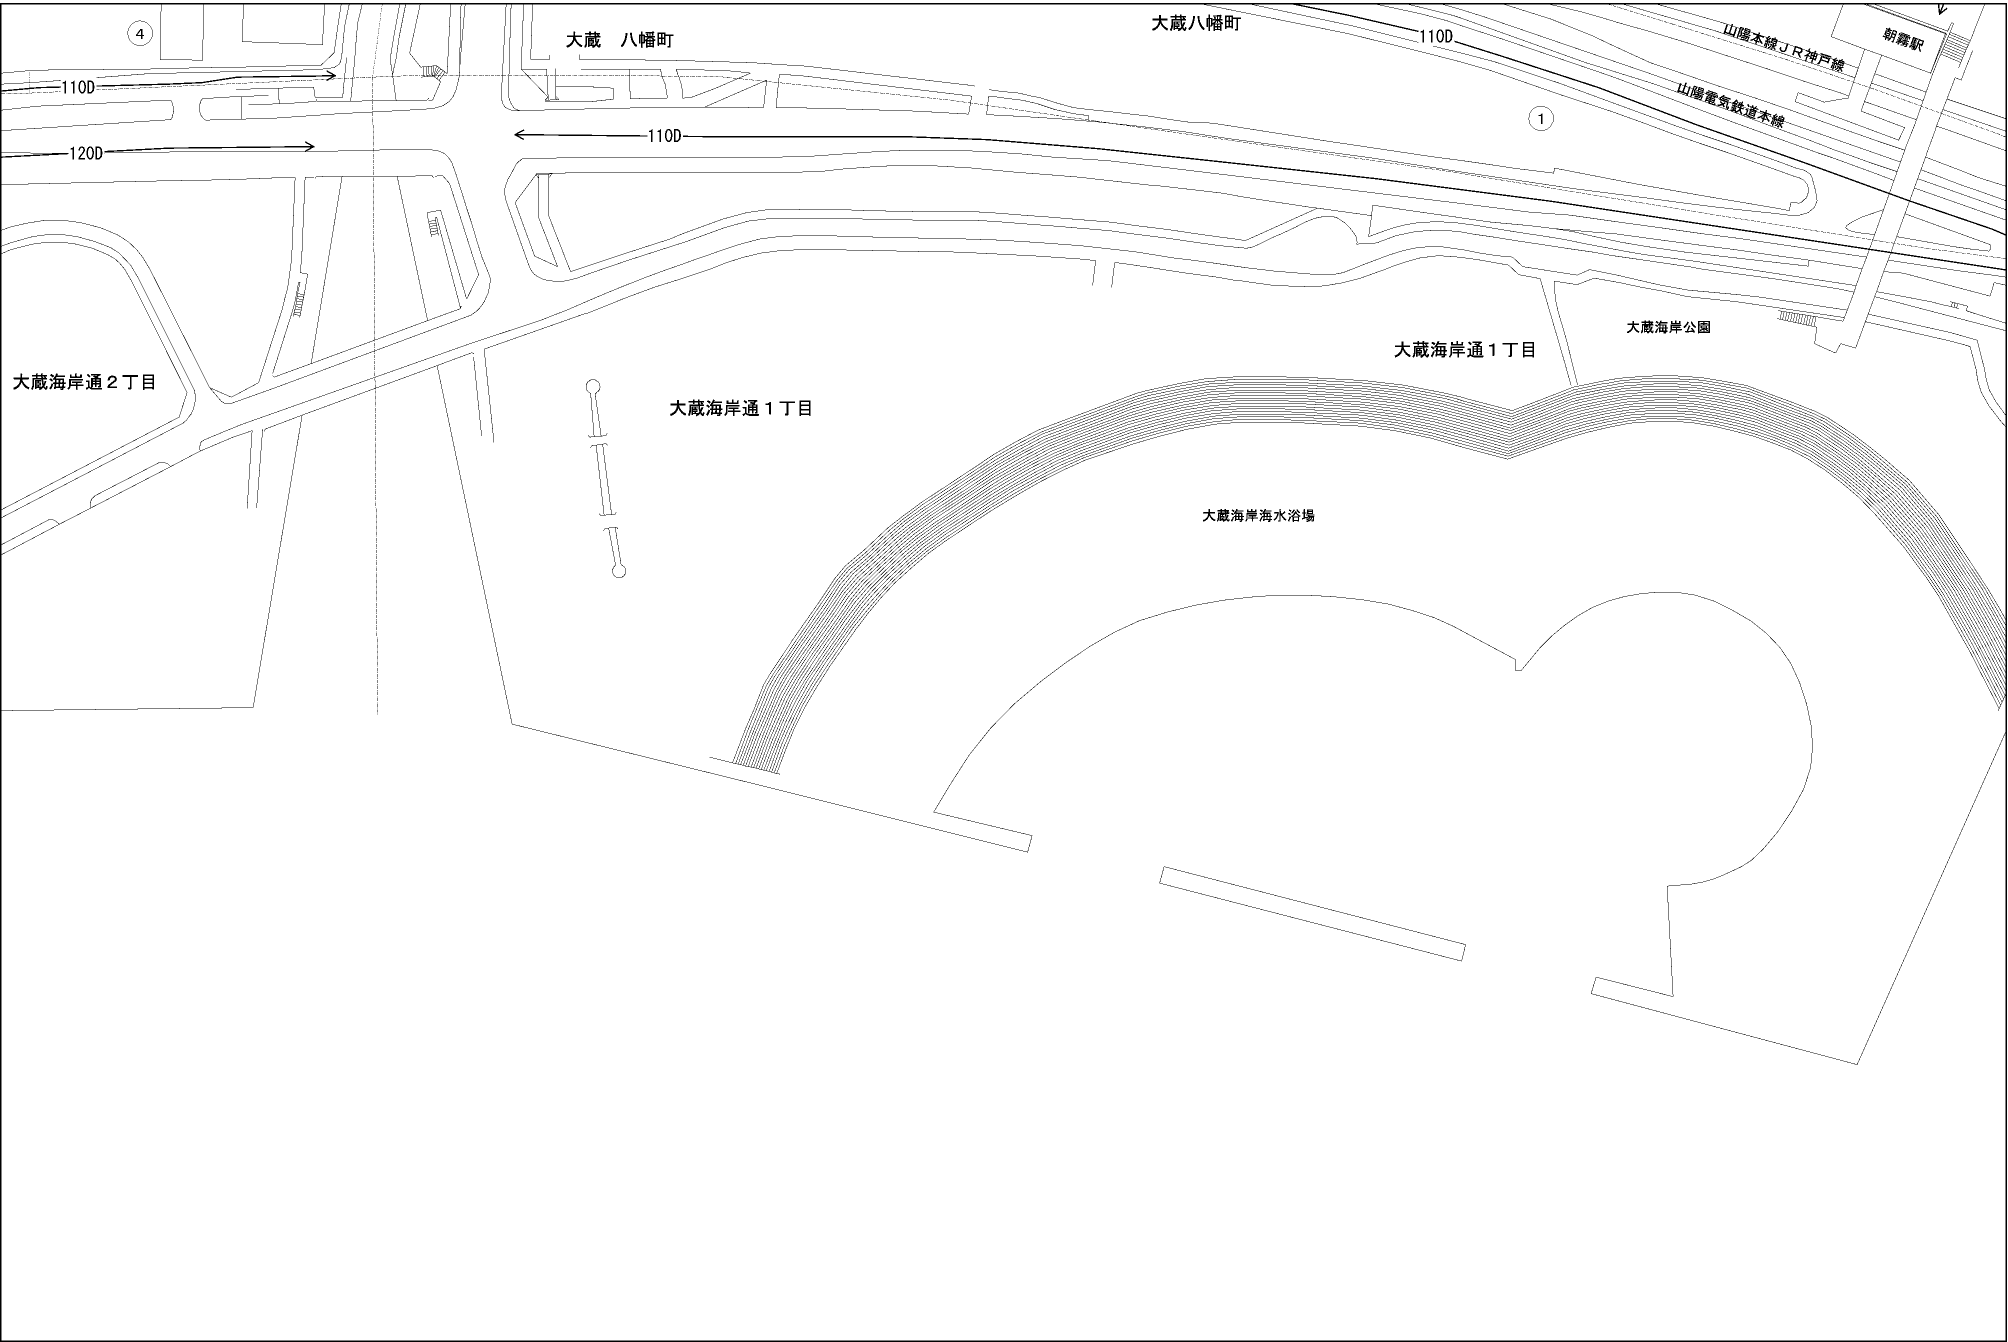 大蔵八幡町
110D
山陽本線ＪＲ神戸線
朝霧駅
④
大蔵　八幡町
110D
山陽電気鉄道本線
①
110D
120D
大蔵海岸公園
大蔵海岸通１丁目
大蔵海岸通２丁目
大蔵海岸通１丁目
大蔵海岸海水浴場